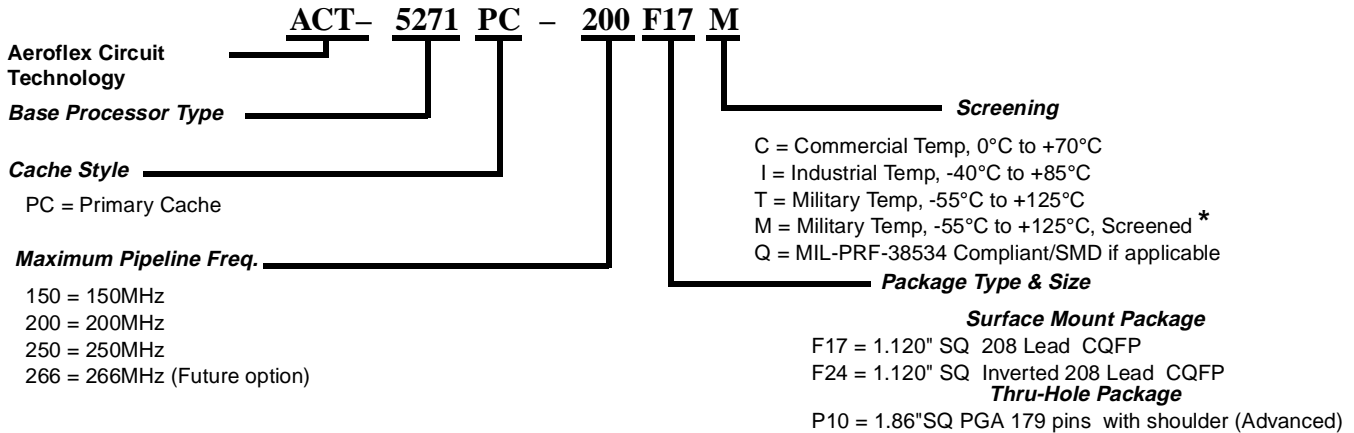 ACT– 5271 PC – 200 F17 M
Aeroflex Circuit
Technology
Base Processor Type
Cache Style
PC = Primary Cache
Maximum Pipeline Freq.
150 = 150MHz
200 = 200MHz
250 = 250MHz
266 = 266MHz (Future option)
Screening
C = Commercial Temp, 0°C to +70°C
I = Industrial Temp, -40°C to +85°C
T = Military Temp, -55°C to +125°C
M = Military Temp, -55°C to +125°C, Screened *
Q = MIL-PRF-38534 Compliant/SMD if applicable
Package Type & Size
Surface Mount Package
F17 = 1.120" SQ 208 Lead CQFP
F24 = 1.120" SQ Inverted 208 Lead CQFP
Thru-Hole Package
P10 = 1.86"SQ PGA 179 pins with shoulder (Advanced)